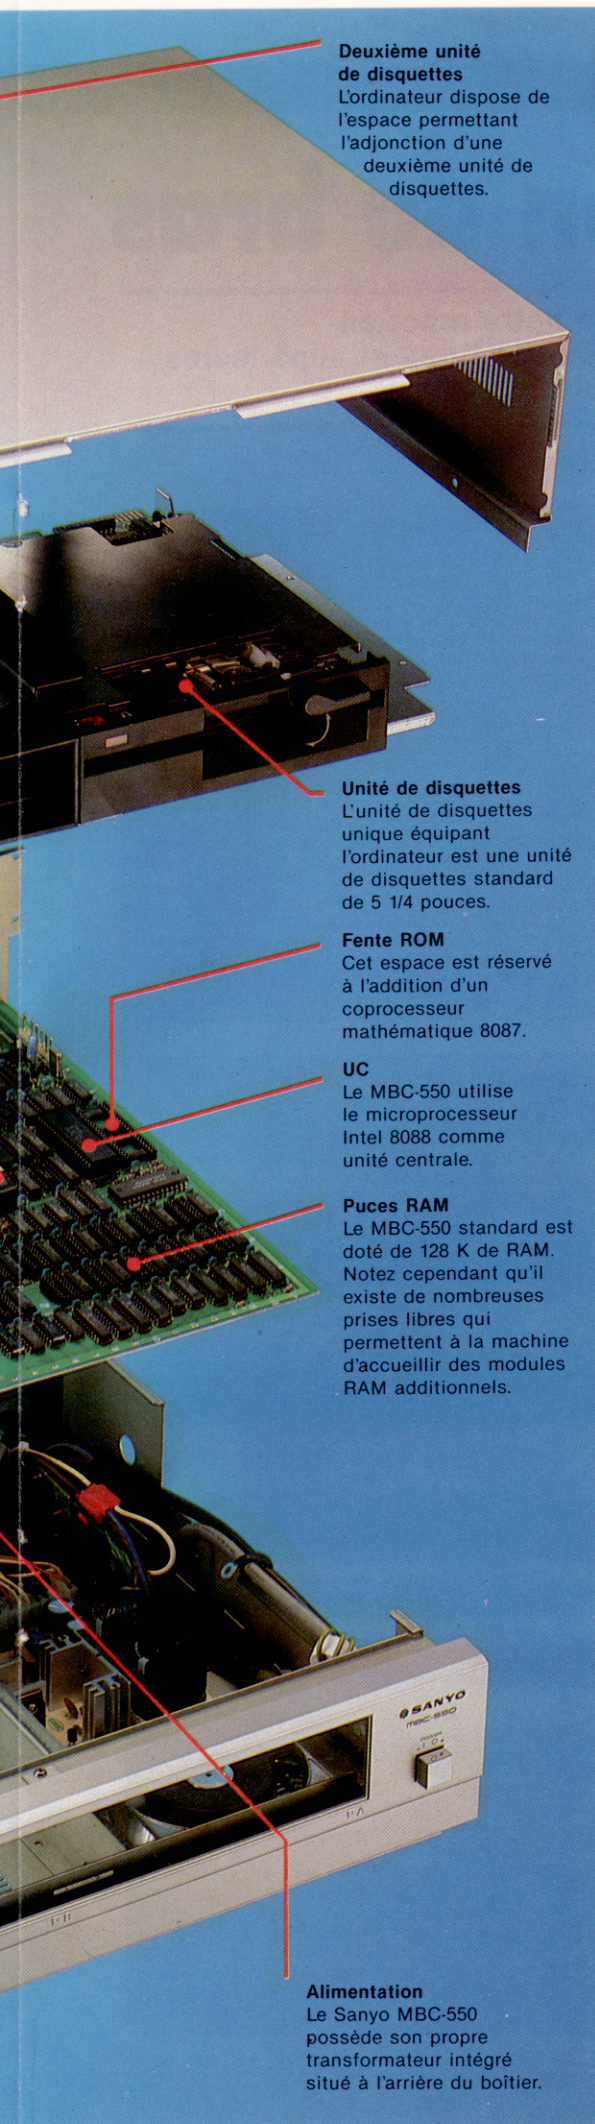 Deuxième unité
de disquettes
L'ordinateur dispose de
l'espace permettant
l'adjonction d'une
deuxième unité de
disquettes.
Unité de disquettes
L'unité de disquettes
unique équipant
l'ordinateur est une unité
de disquettes standard
de 5 1/4 pouces.
Fente ROM
Cet espace est réservé
à l'addition d'un
coprocesseur
mathématique 8087.
UC
Le MBC-550 utilise
le microprocesseur
Intel 8088 comme
unité centrale.
Puces RAM
Le MBC-550 standard est
doté de 128 K de RAM.
Notez cependant qu'il
existe de nombreuses
prises libres qui
permettent à la machine
d'accueillir des modules
RAM additionnels.
SANYO
MBC-550
POWER
Alimentation
Le Sanyo MBC-550
possède son propre
transformateur intégré
situé à l'arrière du boîtier.